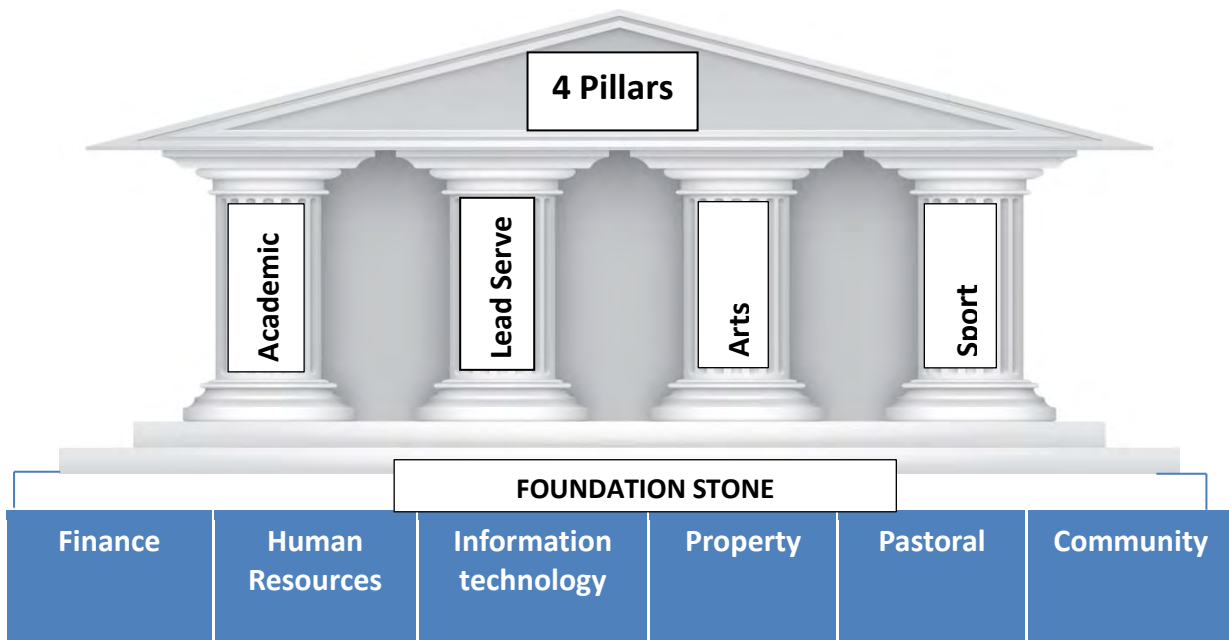 4 Pillars
Academic
Lead Serve
Arts
Sport
FOUNDATION STONE
Finance
Human
Resources
Information
technology
Property
Pastoral
Community